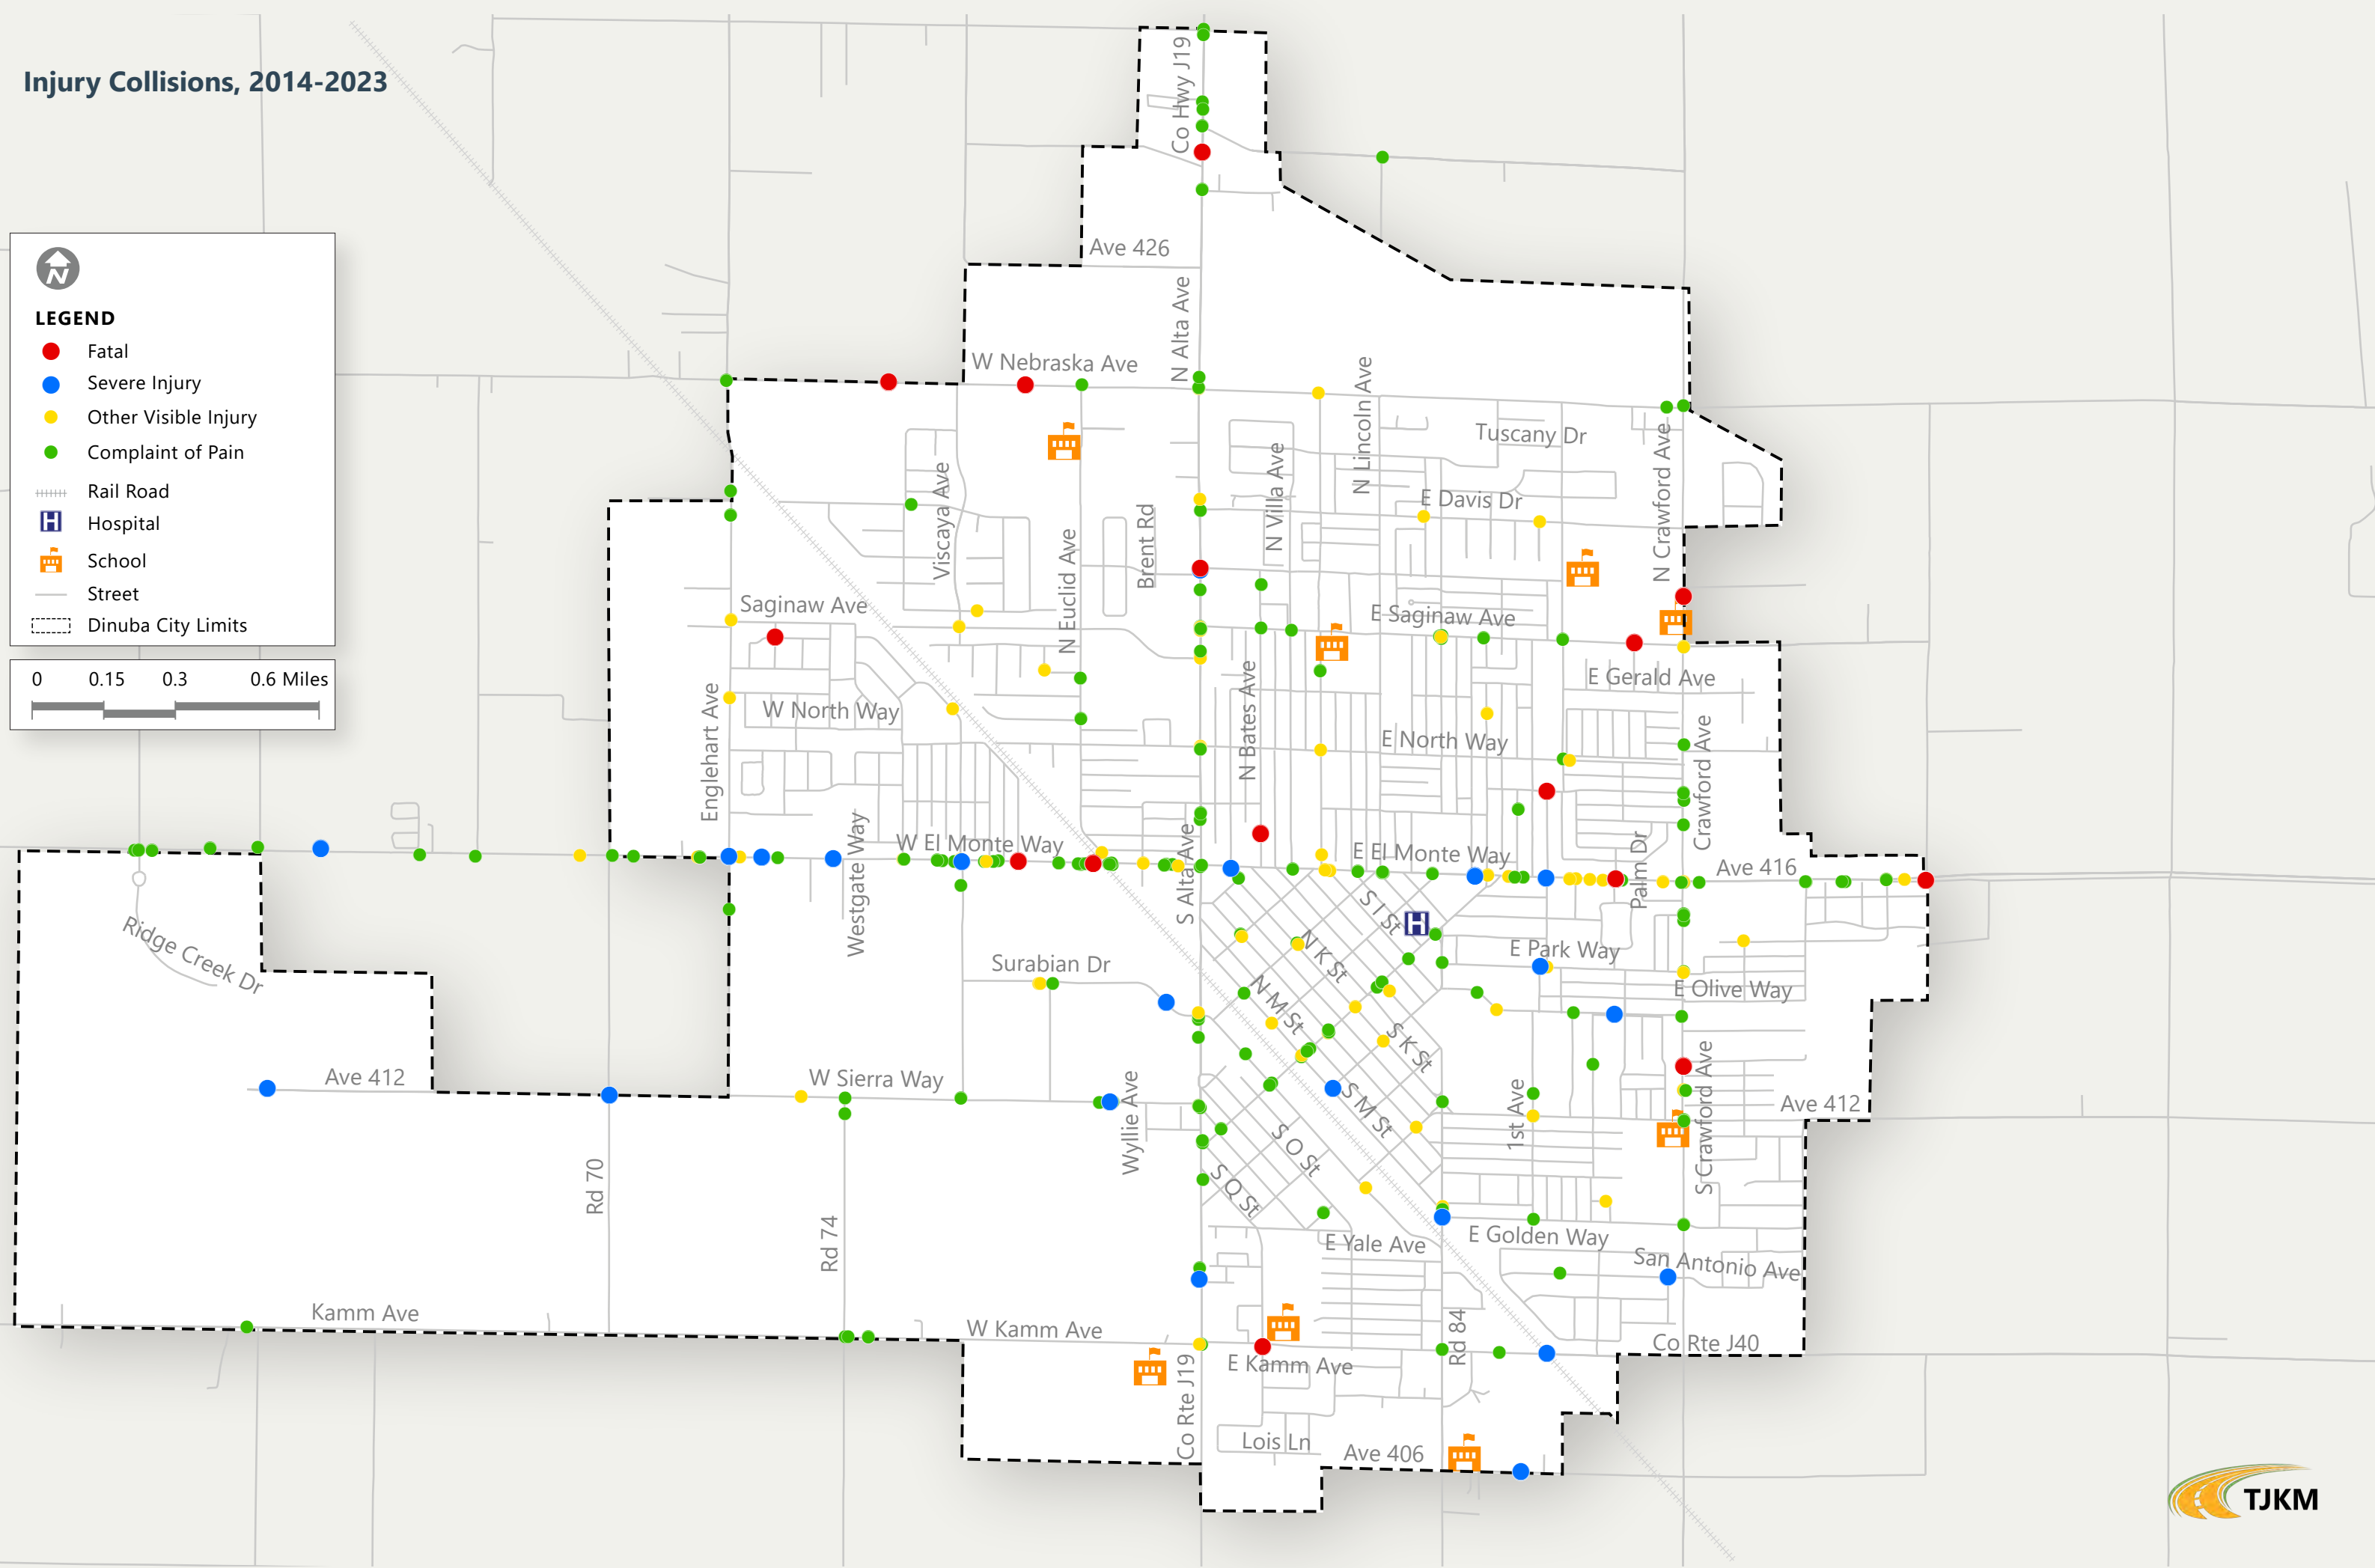 Injury Collisions, 2014-2023
LEGEND
Fatal
Severe Injury
Other Visible Injury
Complaint of Pain
Rail Road
Hospital
School
Street
Dinuba City Limits
0 0.15 0.3 0.6 Miles
Co Hwy J19
Ave 426
N Alta Ave
W Nebraska Ave
N Lincoln Ave
Tuscany Dr
N Crawford Ave
N Villa Ave
E Davis Dr
Viscaya Ave
Brent Rd
N Euclid Ave
Saginaw Ave
E Saginaw Ave
E Gerald Ave
Englehart Ave
W North Way
N Bates Ave
E North Way
Crawford Ave
Westgate Way
W El Monte Way
S Alta Ave
E El Monte Way
Palm Dr
Ave 416
Ridge Creek Dr
S I St
H
N K St
E Park Way
Surabian Dr
N M St
E Olive Way
S K St
Ave 412
W Sierra Way
Wyllie Ave
S M St
1st Ave
S Crawford Ave
Ave 412
Rd 70
S O St
S Q St
Rd 74
E Yale Ave
E Golden Way
San Antonio Ave
Kamm Ave
W Kamm Ave
Rd 84
Co Rte J40
Co Rte J19
E Kamm Ave
Lois Ln
Ave 406
TJKM